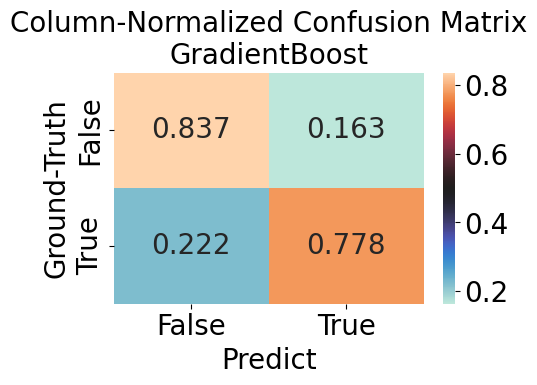 Column-Normalized Confusion Matrix
GradientBoost
Ground-Truth
False
True
0.837
0.163
0.222
0.778
False
True
Predict
0.8
0.6
0.4
0.2